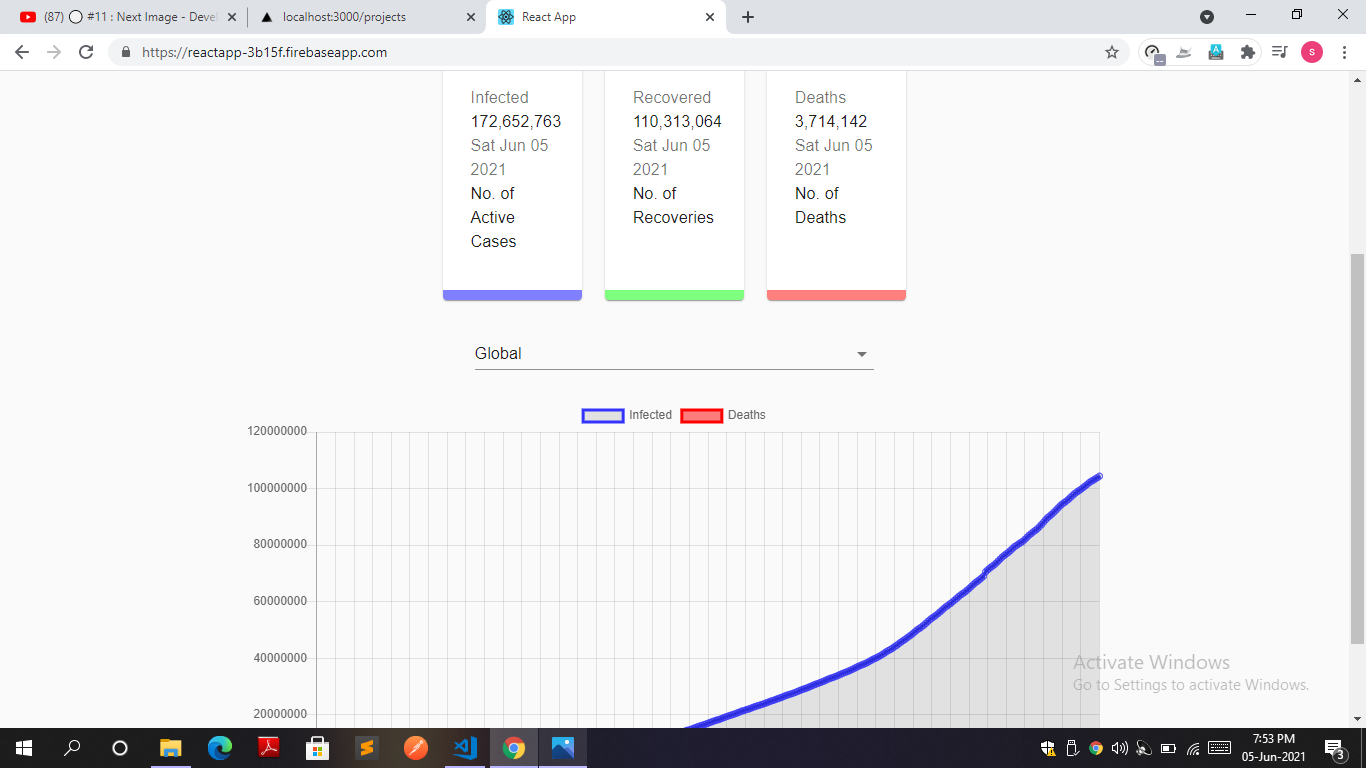 (87) #11 : Next Image - Devel
localhost:3000/projects
React App
https://reactapp-3b15f.firebaseapp.com
S
Infected
172,652,763
Sat Jun 05
2021
No. of
Active
Cases
Recovered
110,313,064
Sat Jun 05
2021
No. of
Recoveries
Deaths
3,714,142
Sat Jun 05
2021
No. of
Deaths
Global
Infected
Deaths
120000000
100000000
80000000
60000000
40000000
20000000
Activate Windows
Go to Settings to activate Windows.
7:53 PM
05-Jun-2021
3